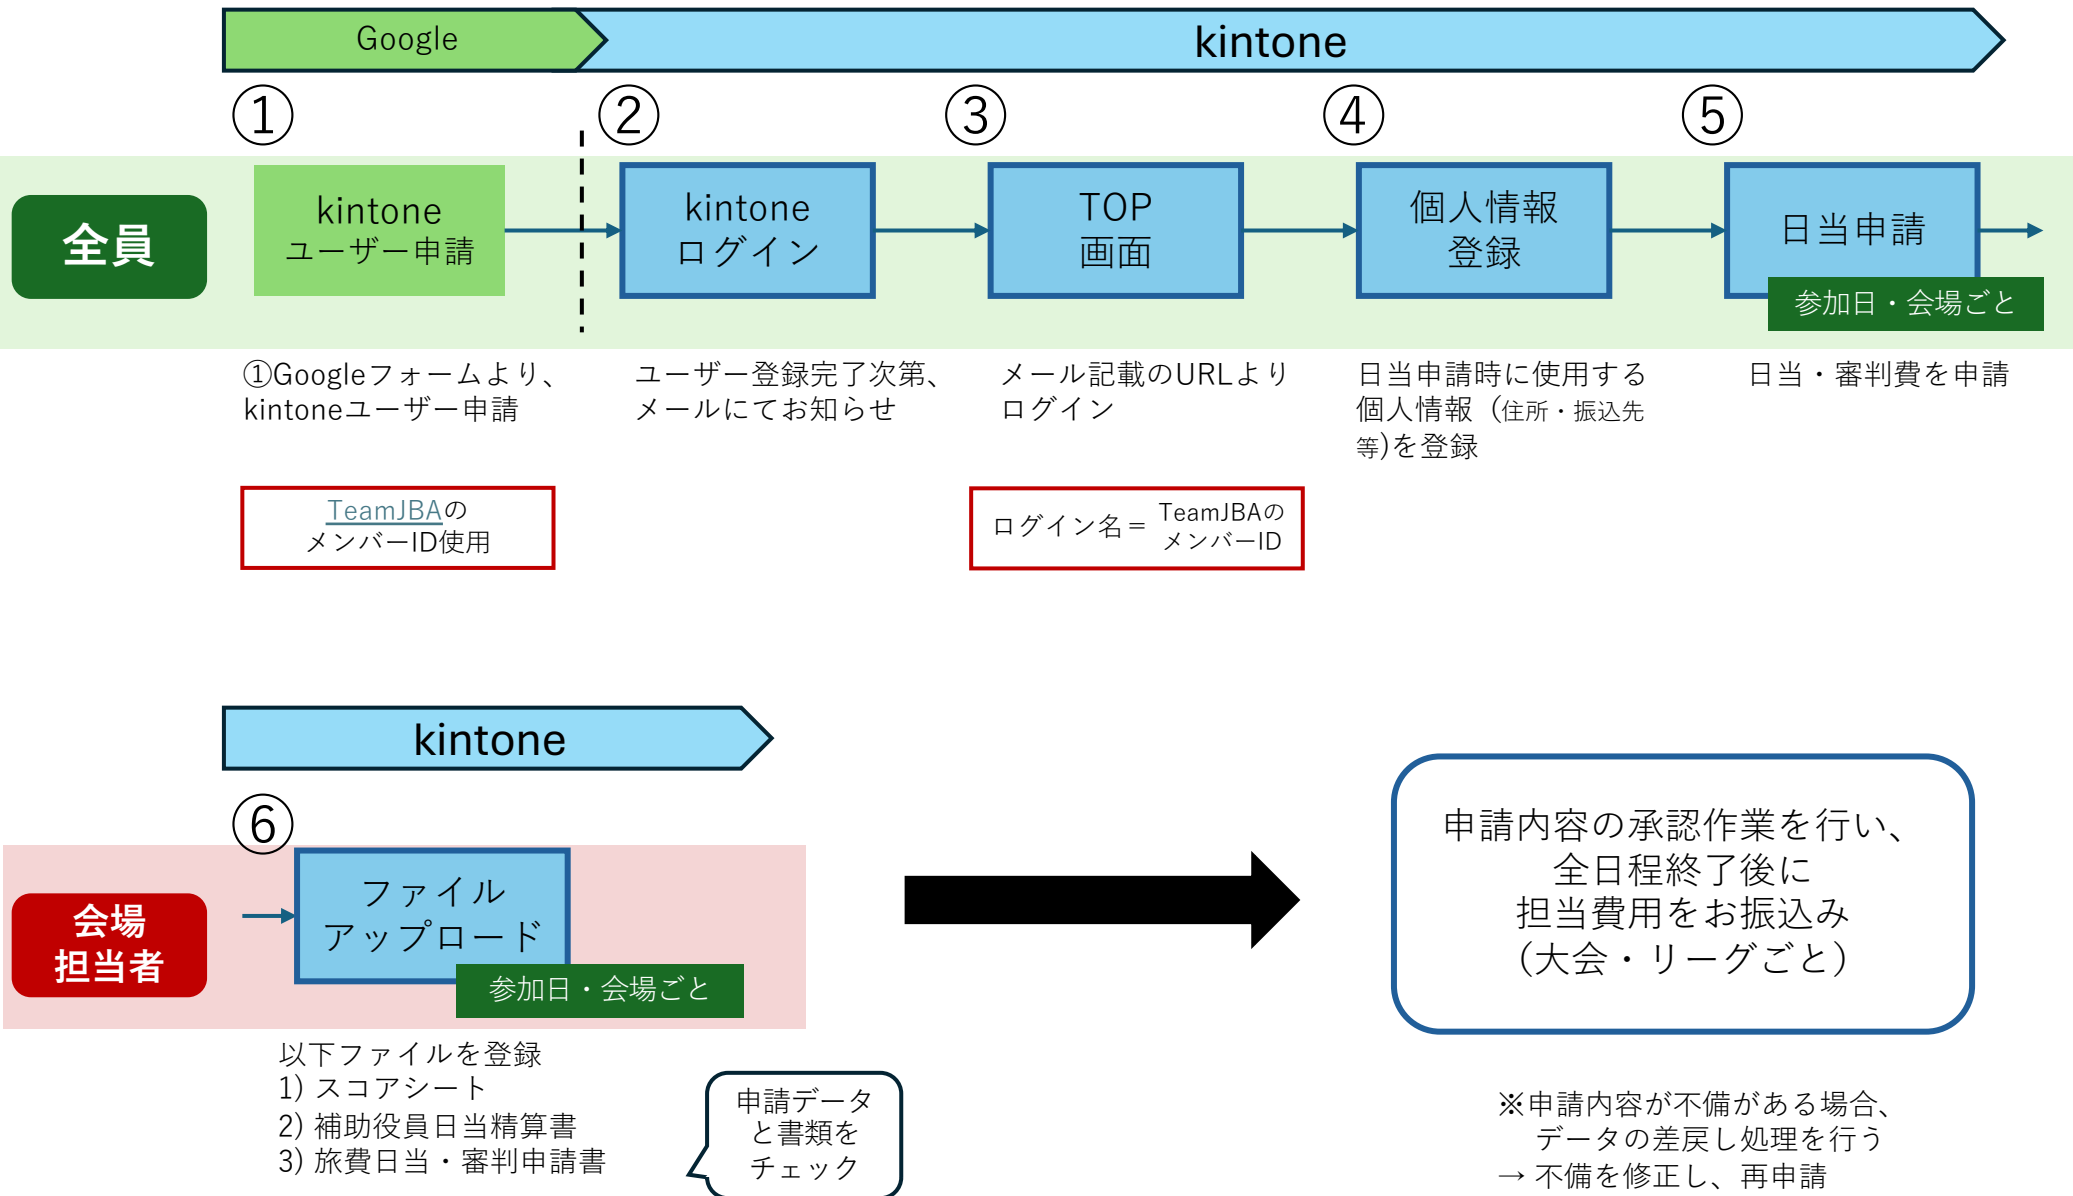 Google
kintone
①
②
③
④
⑤
全員
kintone
ユーザー申請
kintone
ログイン
TOP
画面
個人情報
登録
日当申請
参加日・会場ごと
①Googleフォームより、
kintoneユーザー申請
ユーザー登録完了次第、
メールにてお知らせ
メール記載のURLより
ログイン
日当申請時に使用する
個人情報（住所・振込先
等)を登録
日当・審判費を申請
TeamJBAの
メンバーID使用
ログイン名＝ TeamJBAの
メンバーID
kintone
⑥
会場
担当者
ファイル
アップロード
参加日・会場ごと
以下ファイルを登録
1) スコアシート
2) 補助役員日当精算書
3) 旅費日当・審判申請書
申請データ
と書類を
チェック
申請内容の承認作業を行い、
全日程終了後に
担当費用をお振込み
（大会・リーグごと）
※申請内容が不備がある場合、
データの差戻し処理を行う
→ 不備を修正し、再申請